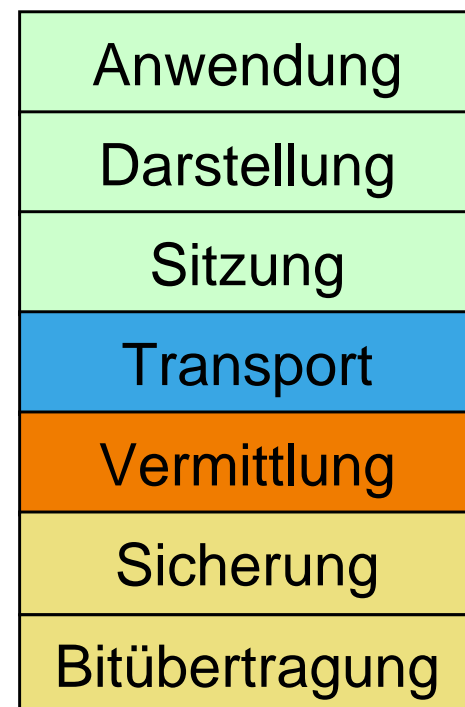 Anwendung
Darstellung
Sitzung
Transport
Vermittlung
Sicherung
Bitübertragung